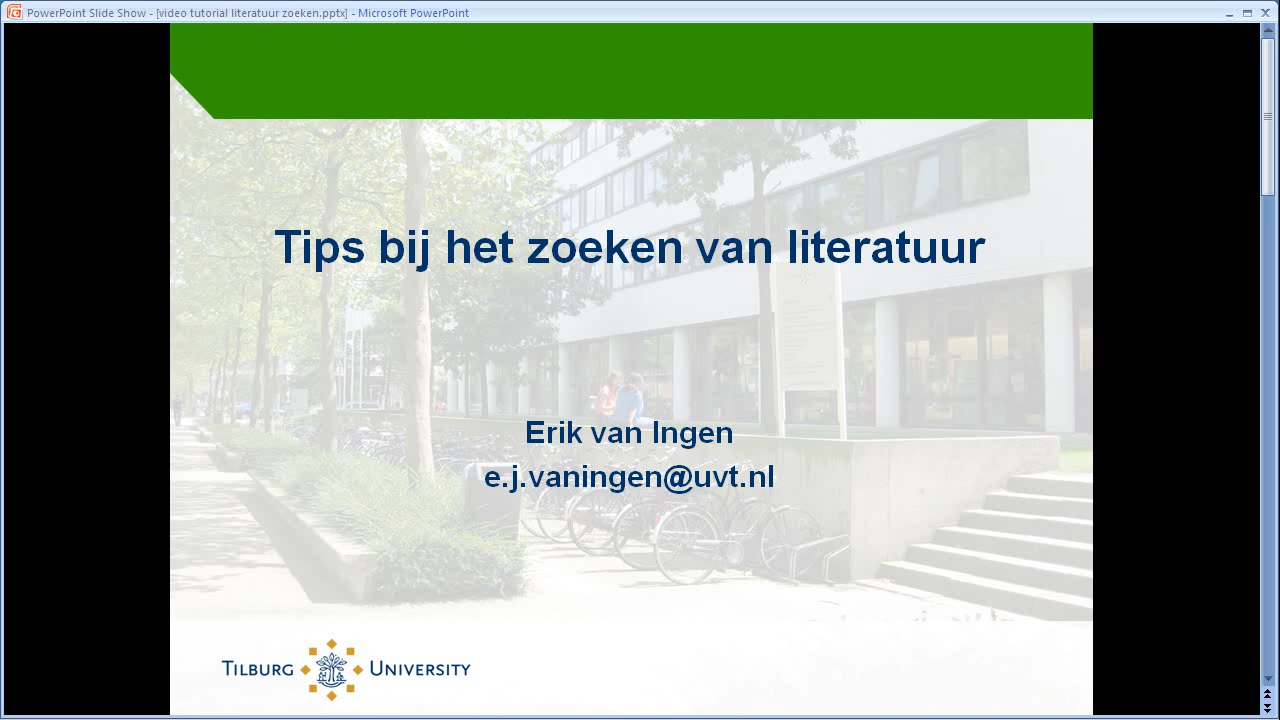 PowerPoint Slide Show - [video tutorial literatuur zoeken.pptx] - Microsoft PowerPoint
Tips bij het zoeken van literatuur
Erik van Ingen
e.j.vaningen@uvt.nl
TILBURG UNIVERSITY